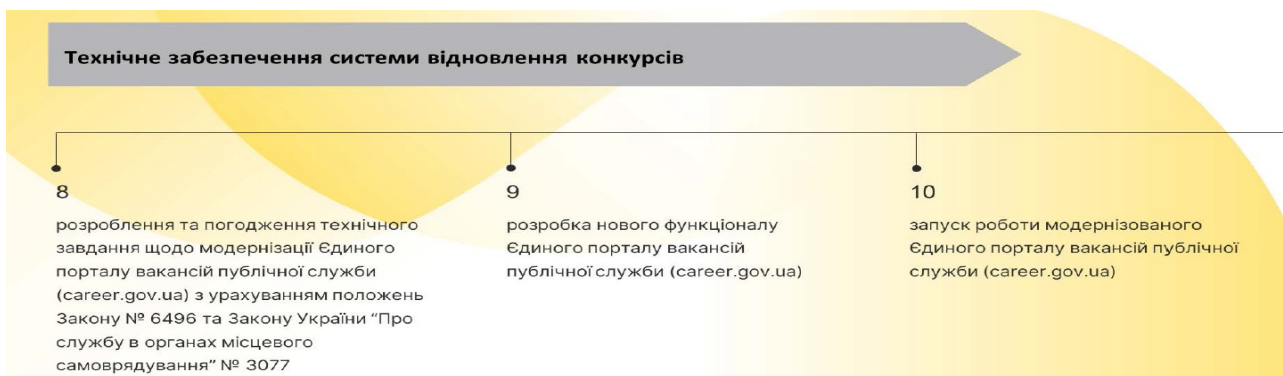 Технічне забезпечення системи відновлення конкурсів
8
розроблення та погодження технічного
завдання щодо модернізації Єдиного
порталу вакансій публічної служби
(career.gov.ua) з урахуванням положень
Закону № 6496 та Закону України “Про
службу в органах місцевого
самоврядування” № 3077
9
розробка нового функціоналу
Єдиного порталу вакансій
публічної служби (career.gov.ua)
10
запуск роботи модернізованого
Єдиного порталу вакансій публічної
служби (career.gov.ua)